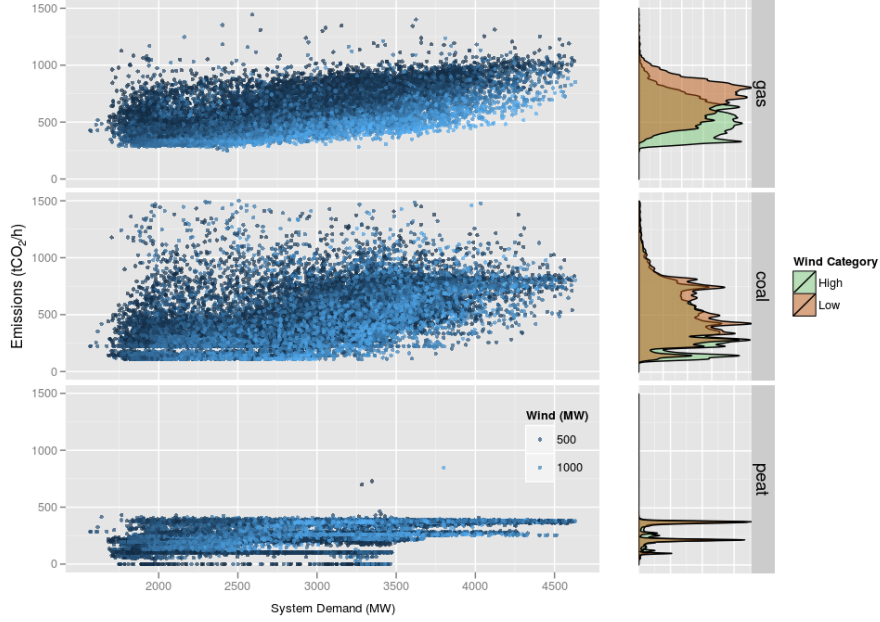 1500
1000
500
0
gas
1500
1000
500
0
coal
Emissions (tCO2/h)
Wind Category
High
Low
1500
1000
500
0
Wind (MW)
500
1000
peat
2000 2500 3000 3500 4000 4500
System Demand (MW)